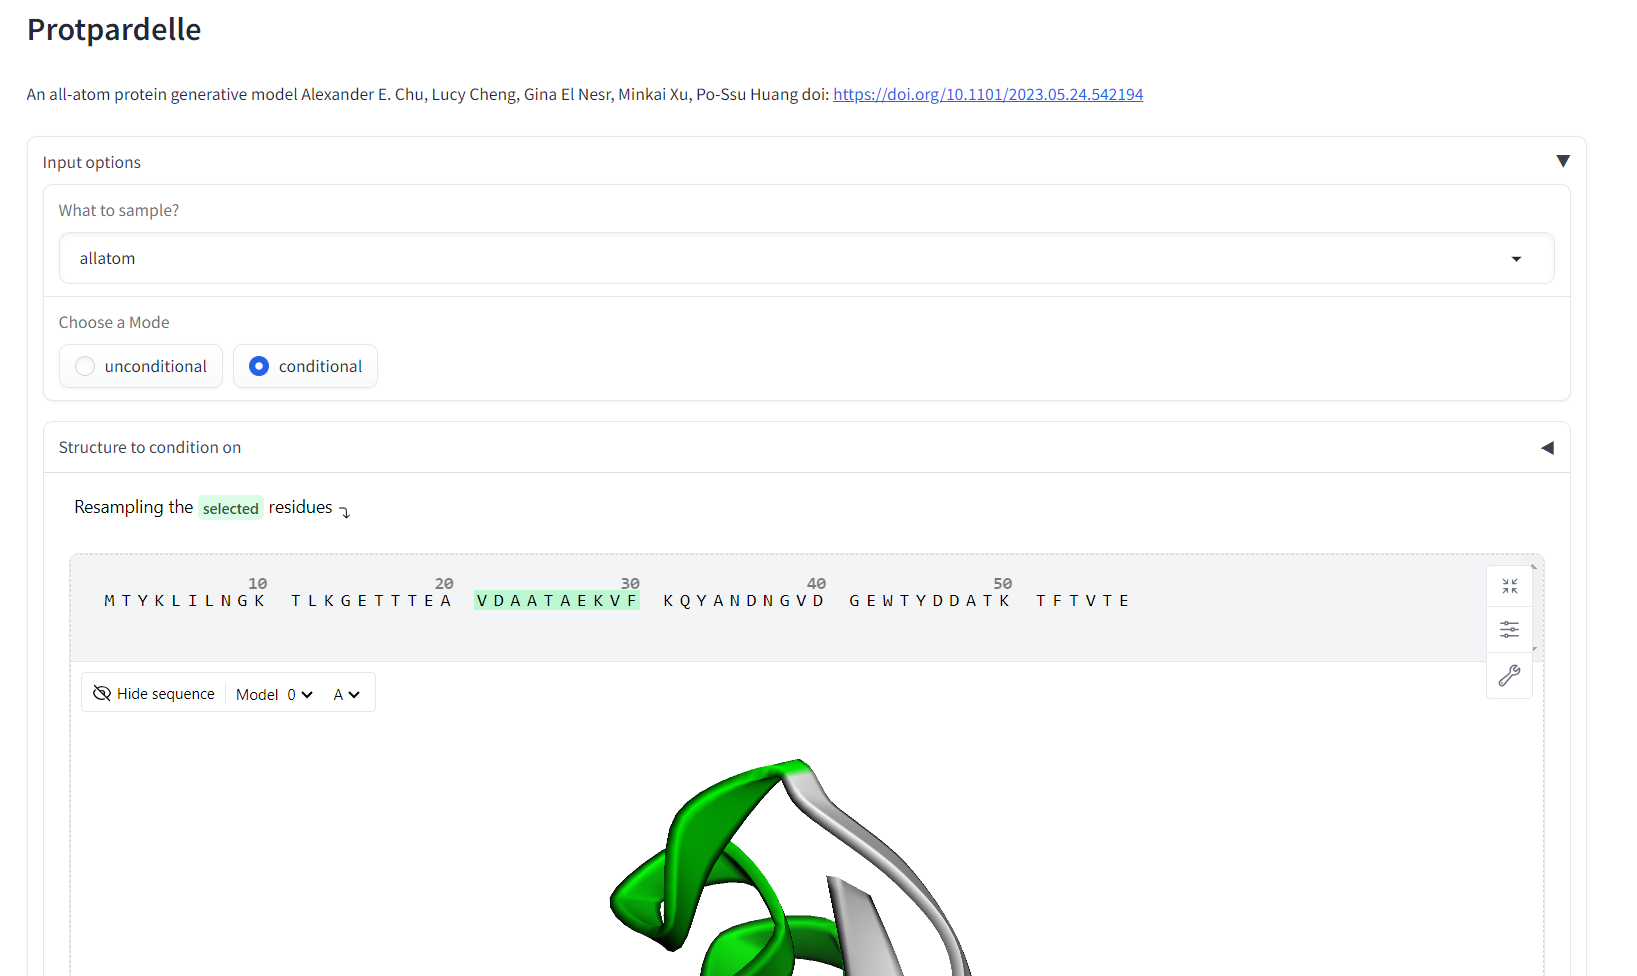 Protpardelle
An all-atom protein generative model Alexander E. Chu, Lucy Cheng, Gina El Nesr, Minkai Xu, Po-Ssu Huang doi: https://doi.org/10.1101/2023.05.24.542194
Input options
What to sample?
allatom
Choose a Mode
unconditional conditional
Structure to condition on
Resampling the selected residues
10 20 30 40 50
MTYKLILNGK TLKGETTTEA VDAATAEKVF KQYANDNGVD GEWTYDDATK TFTVTE
Hide sequence Model 0 A